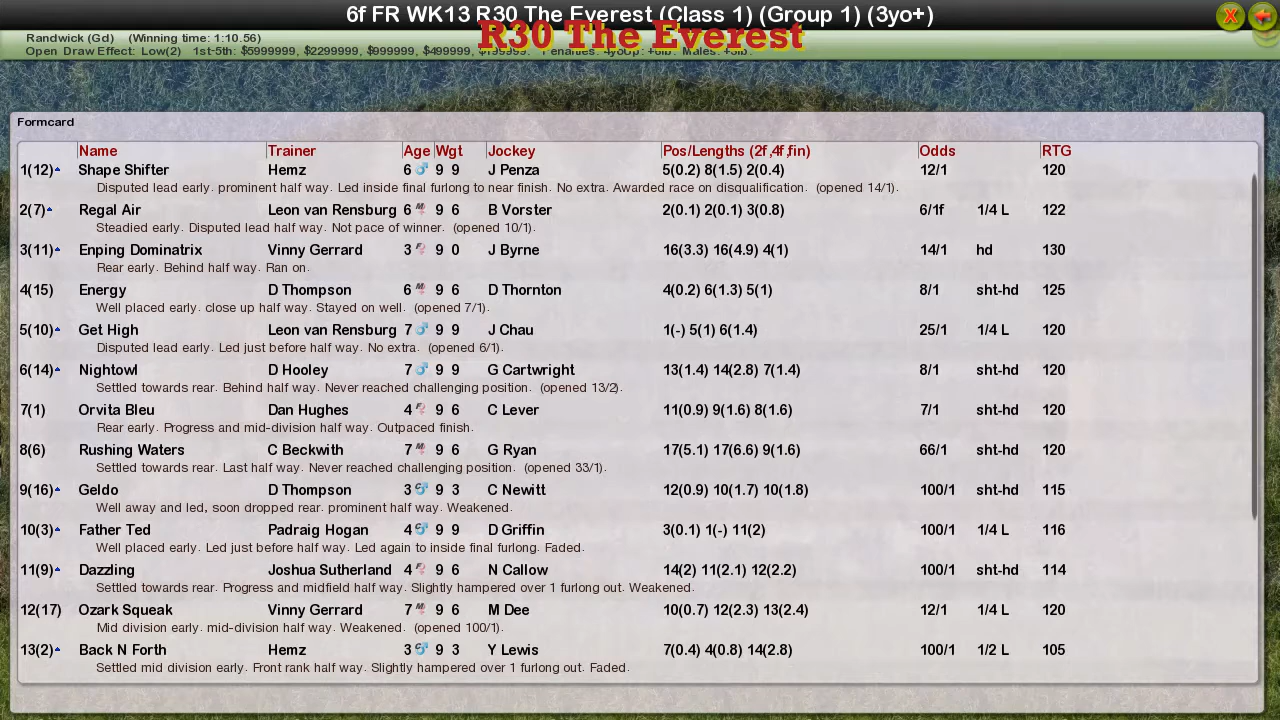 6f FR WK13 R30 The Everest (Class 1) (Group 1) (3yo+)
R30 The Everest
Randwick (Gd) (Winning time: 1:10.56)
Open Draw Effect: Low(2) 1st-5th: $5999999, $2299999, $999999, $499999, $199999. Penalties: 4yoUp: +6lb. Males: +3lb.
Formcard
Name Trainer Age Wgt Jockey Pos/Lengths (2f,4f,fin) Odds RTG
1(12) Shape Shifter Hemz 6 9 9 J Penza 5(0.2) 8(1.5) 2(0.4) 12/1 120
Disputed lead early. prominent half way. Led inside final furlong to near finish. No extra. Awarded race on disqualification. (opened 14/1).
2(7) Regal Air Leon van Rensburg 6 9 6 B Vorster 2(0.1) 2(0.1) 3(0.8) 6/1f 1/4 L 122
Steadied early. Disputed lead half way. Not pace of winner. (opened 10/1).
3(11) Enping Dominatrix Vinny Gerrard 3 9 0 J Byrne 16(3.3) 16(4.9) 4(1) 14/1 hd 130
Rear early. Behind half way. Ran on.
4(15) Energy D Thompson 6 9 6 D Thornton 4(0.2) 6(1.3) 5(1) 8/1 sht-hd 125
Well placed early. close up half way. Stayed on well. (opened 7/1).
5(10) Get High Leon van Rensburg 7 9 9 J Chau 1(-) 5(1) 6(1.4) 25/1 1/4 L 120
Disputed lead early. Led just before half way. No extra. (opened 6/1).
6(14) Nightowl D Hooley 7 9 9 G Cartwright 13(1.4) 14(2.8) 7(1.4) 8/1 sht-hd 120
Settled towards rear. Behind half way. Never reached challenging position. (opened 13/2).
7(1) Orvita Bleu Dan Hughes 4 9 6 C Lever 11(0.9) 9(1.6) 8(1.6) 7/1 sht-hd 120
Rear early. Progress and mid-division half way. Outpaced finish.
8(6) Rushing Waters C Beckwith 7 9 6 G Ryan 17(5.1) 17(6.6) 9(1.6) 66/1 sht-hd 120
Settled towards rear. Last half way. Never reached challenging position. (opened 33/1).
9(16) Geldo D Thompson 3 9 3 C Newitt 12(0.9) 10(1.7) 10(1.8) 100/1 sht-hd 115
Well away and led, soon dropped rear. prominent half way. Weakened.
10(3) Father Ted Padraig Hogan 4 9 9 D Griffin 3(0.1) 1(-) 11(2) 100/1 1/4 L 116
Well placed early. Led just before half way. Led again to inside final furlong. Faded.
11(9) Dazzling Joshua Sutherland 4 9 6 N Callow 14(2) 11(2.1) 12(2.2) 100/1 sht-hd 114
Settled towards rear. Progress and midfield half way. Slightly hampered over 1 furlong out. Weakened.
12(17) Ozark Squeak Vinny Gerrard 7 9 6 M Dee 10(0.7) 12(2.3) 13(2.4) 12/1 1/4 L 120
Mid division early. mid-division half way. Weakened. (opened 100/1).
13(2) Back N Forth Hemz 3 9 3 Y Lewis 7(0.4) 4(0.8) 14(2.8) 100/1 1/2 L 105
Settled mid division early. Front rank half way. Slightly hampered over 1 furlong out. Faded.